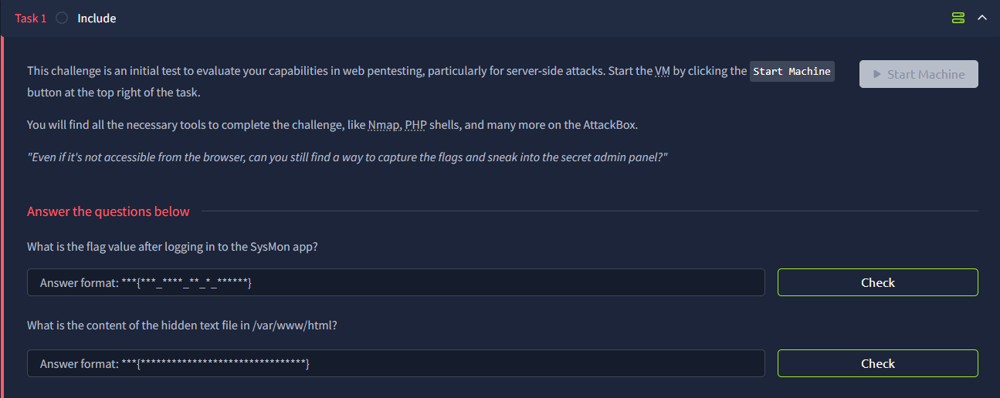 Task 1 Include
This challenge is an initial test to evaluate your capabilities in web pentesting, particularly for server-side attacks. Start the VM by clicking the Start Machine
Start Machine
button at the top right of the task.
You will find all the necessary tools to complete the challenge, like Nmap, PHP shells, and many more on the AttackBox.
"Even if it's not accessible from the browser, can you still find a way to capture the flags and sneak into the secret admin panel?"
Answer the questions below
What is the flag value after logging in to the SysMon app?
Answer format: ***{***_****_**_*_******}
Check
What is the content of the hidden text file in /var/www/html?
Answer format: ***{********************************}
Check